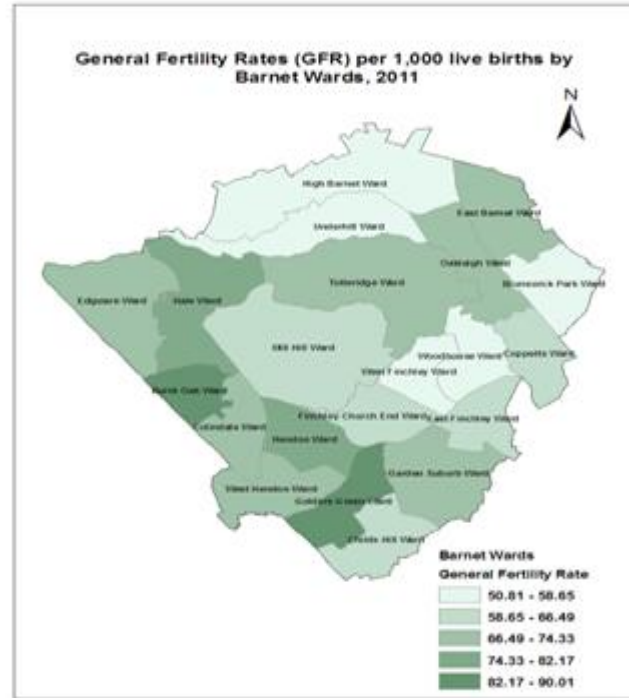 General Fertility Rates (GFR) per 1,000 live births by
Barnet Wards, 2011
N
High Barnet Ward
East Barnet Ward
Underhill Ward
Oakleigh Ward
Totteridge Ward
Brunswick Park Ward
Edgware Ward
Hale Ward
Mill Hill Ward
Woodhouse Ward
Coppetts Ward
West Finchley Ward
Burnt Oak Ward
Finchley Church End Ward
East Finchley Ward
Colindale Ward
Hendon Ward
Garden Suburb Ward
West Hendon Ward
Golders Green Ward
Childs Hill Ward
Barnet Wards
General Fertility Rate
50.81 - 58.65
58.65 - 66.49
66.49 - 74.33
74.33 - 82.17
82.17 - 90.01